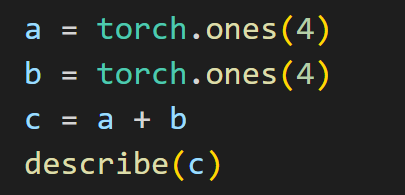 a = torch.ones(4)
b = torch.ones(4)
c = a + b
describe(c)